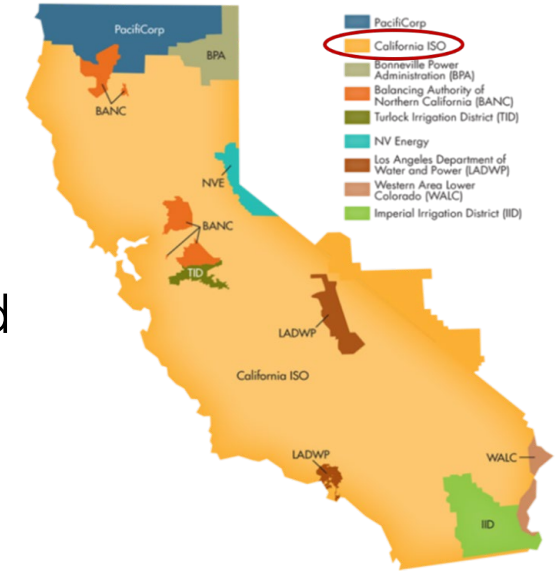 PacifiCorp
BPA
BANC
NVE
BANC
TID
LADWP
California ISO
LADWP
WALC
IID
d
PacifiCorp
California ISO
Bonneville Power
Administration (BPA)
Balancing Authority of
Northern California (BANC)
Turlock Irrigation District (TID)
NV Energy
Los Angeles Department of
Water and Power (LADWP)
Western Area Lower
Colorado (WALC)
Imperial Irrigation District (IID)